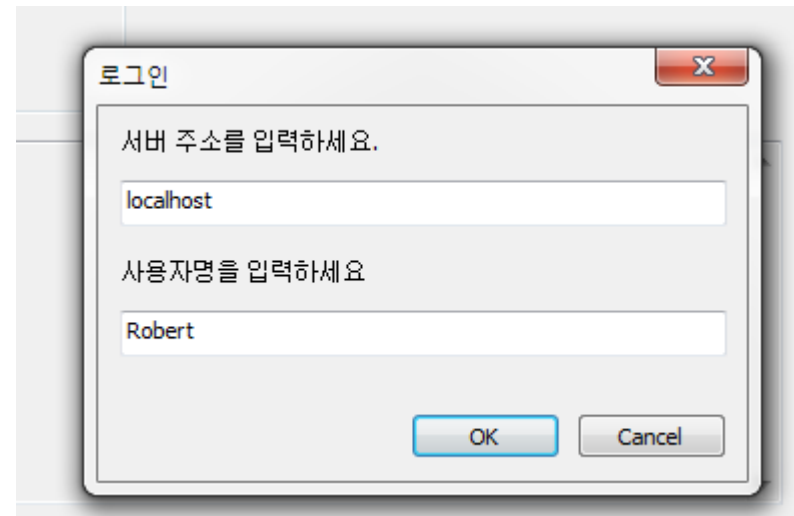 로그인
서버 주소를 입력하세요.
localhost
사용자명을 입력하세요
Robert
OK Cancel